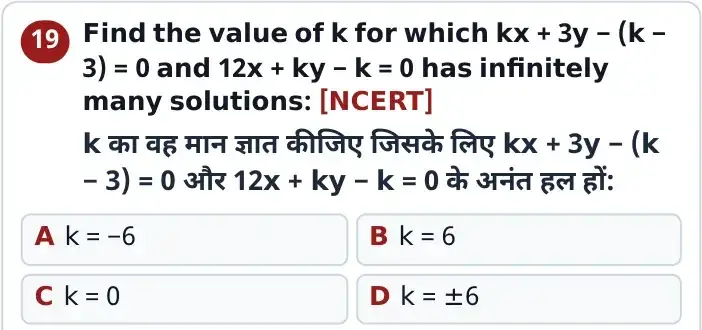 19 Find the value of k for which kx + 3y − (k −
3) = 0 and 12x + ky − k = 0 has infinitely
many solutions: [NCERT]
k का वह मान ज्ञात कीजिए जिसके लिए kx + 3y − (k
− 3) = 0 और 12x + ky − k = 0 के अनंत हल हों:
A k = −6
B k = 6
C k = 0
D k = ±6